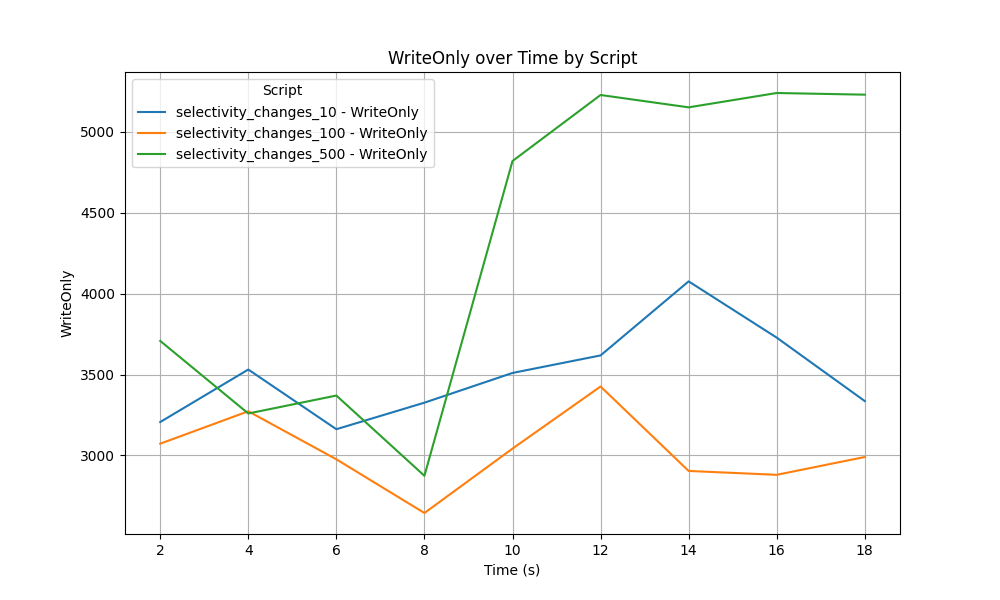 WriteOnly over Time by Script
Script
selectivity_changes_10 - WriteOnly
selectivity_changes_100 - WriteOnly
selectivity_changes_500 - WriteOnly
WriteOnly
5000
4500
4000
3500
3000
2 4 6 8 10 12 14 16 18
Time (s)